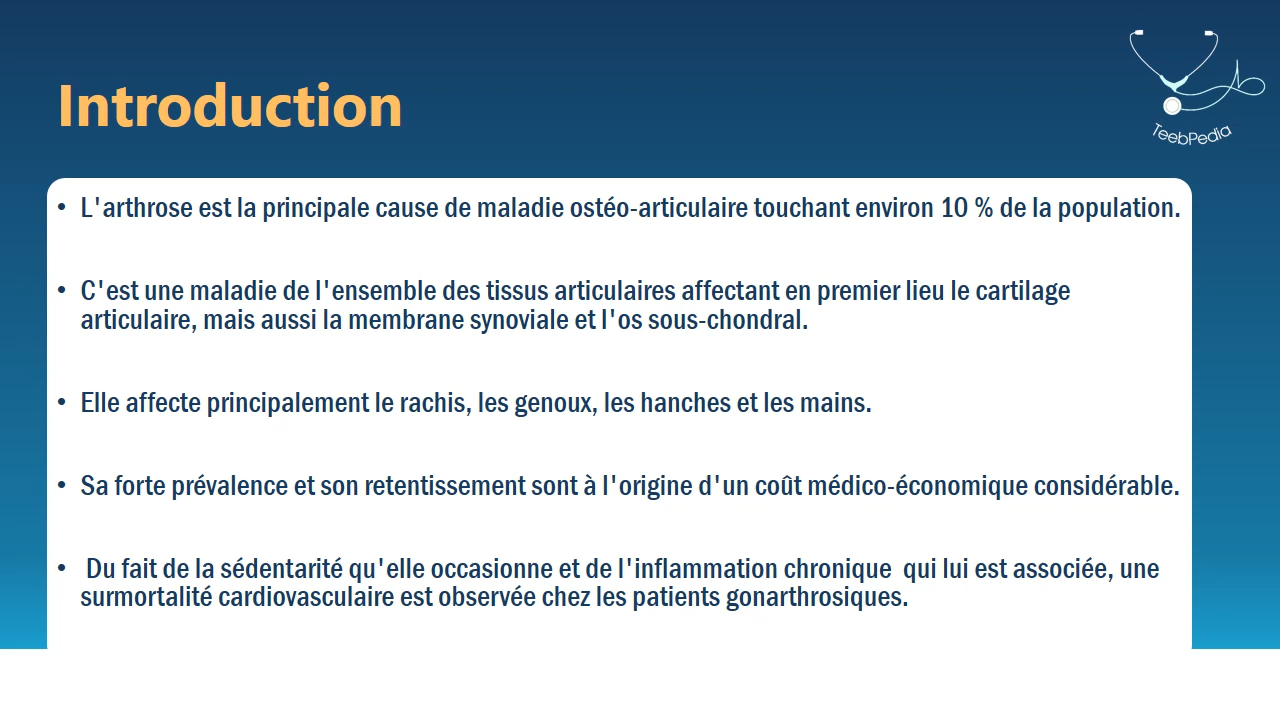 TeebPedia
Introduction
• L'arthrose est la principale cause de maladie ostéo-articulaire touchant environ 10 % de la population.
• C'est une maladie de l'ensemble des tissus articulaires affectant en premier lieu le cartilage
articulaire, mais aussi la membrane synoviale et l'os sous-chondral.
• Elle affecte principalement le rachis, les genoux, les hanches et les mains.
• Sa forte prévalence et son retentissement sont à l'origine d'un coût médico-économique considérable.
• Du fait de la sédentarité qu'elle occasionne et de l'inflammation chronique  qui lui est associée, une
surmortalité cardiovasculaire est observée chez les patients gonarthrosiques.